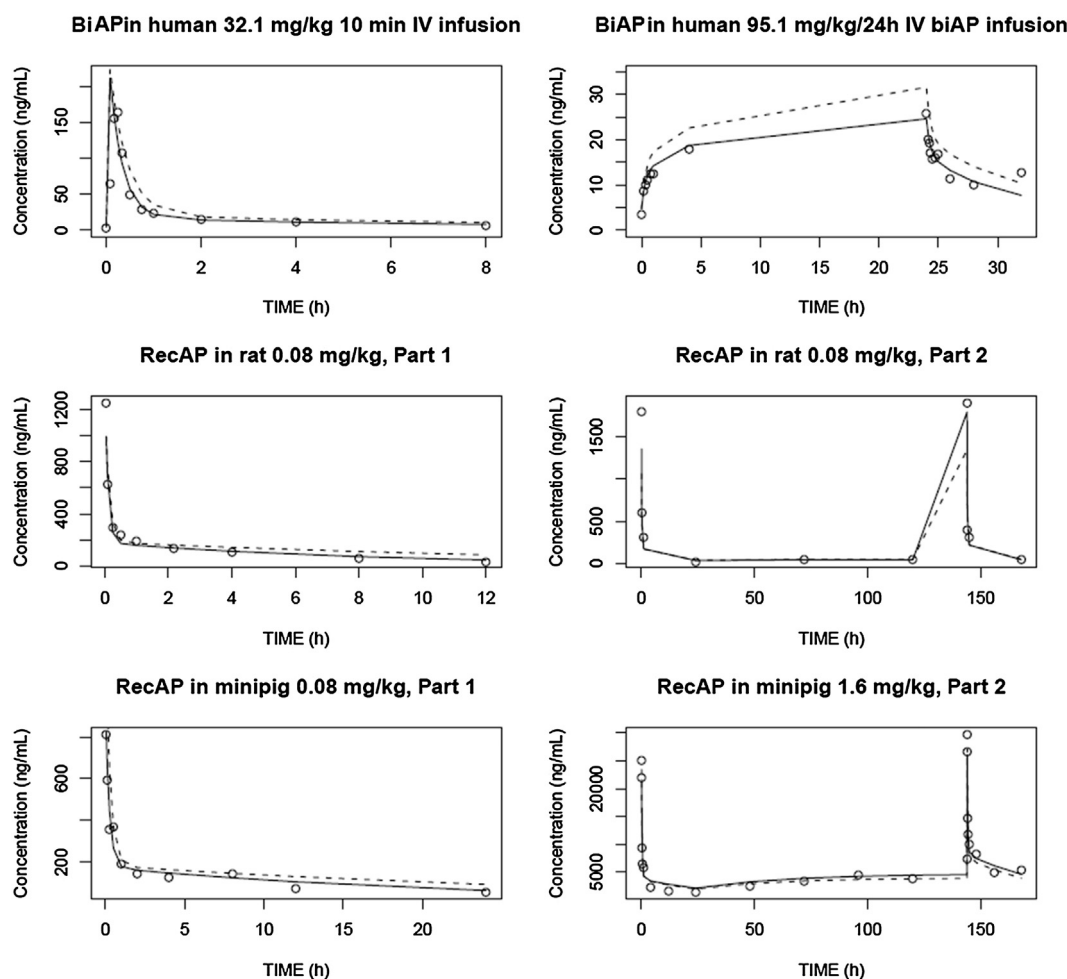 BiAPin human 32.1 mg/kg 10 min IV infusion
Concentration (ng/mL)
0 50 150
0 2 4 6 8
TIME (h)
BiAPin human 95.1 mg/kg/24h IV biAP infusion
Concentration (ng/mL)
0 10 20 30
0 5 10 15 20 25 30
TIME (h)
RecAP in rat 0.08 mg/kg, Part 1
Concentration (ng/mL)
0 400 800 1200
0 2 4 6 8 10 12
TIME (h)
RecAP in rat 0.08 mg/kg, Part 2
Concentration (ng/mL)
0 500 1500
0 50 100 150
TIME (h)
RecAP in minipig 0.08 mg/kg, Part 1
Concentration (ng/mL)
200 600
0 5 10 15 20
TIME (h)
RecAP in minipig 1.6 mg/kg, Part 2
Concentration (ng/mL)
5000 20000
0 50 100 150
TIME (h)